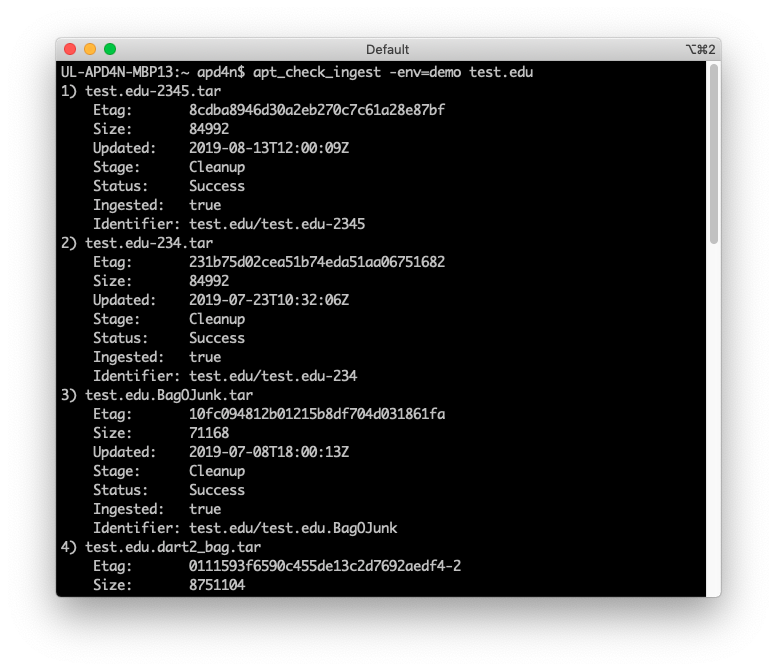 Default
⌥⌘2
UL-APD4N-MBP13:~ apd4n$ apt_check_ingest -env=demo test.edu
1) test.edu-2345.tar
    Etag:       8cdba8946d30a2eb270c7c61a28e87bf
    Size:       84992
    Updated:    2019-08-13T12:00:09Z
    Stage:      Cleanup
    Status:     Success
    Ingested:   true
    Identifier: test.edu/test.edu-2345
2) test.edu-234.tar
    Etag:       231b75d02cea51b74eda51aa06751682
    Size:       84992
    Updated:    2019-07-23T10:32:06Z
    Stage:      Cleanup
    Status:     Success
    Ingested:   true
    Identifier: test.edu/test.edu-234
3) test.edu.BagOJunk.tar
    Etag:       10fc094812b01215b8df704d031861fa
    Size:       71168
    Updated:    2019-07-08T18:00:13Z
    Stage:      Cleanup
    Status:     Success
    Ingested:   true
    Identifier: test.edu/test.edu.BagOJunk
4) test.edu.dart2_bag.tar
    Etag:       0111593f6590c455de13c2d7692aedf4-2
    Size:       8751104